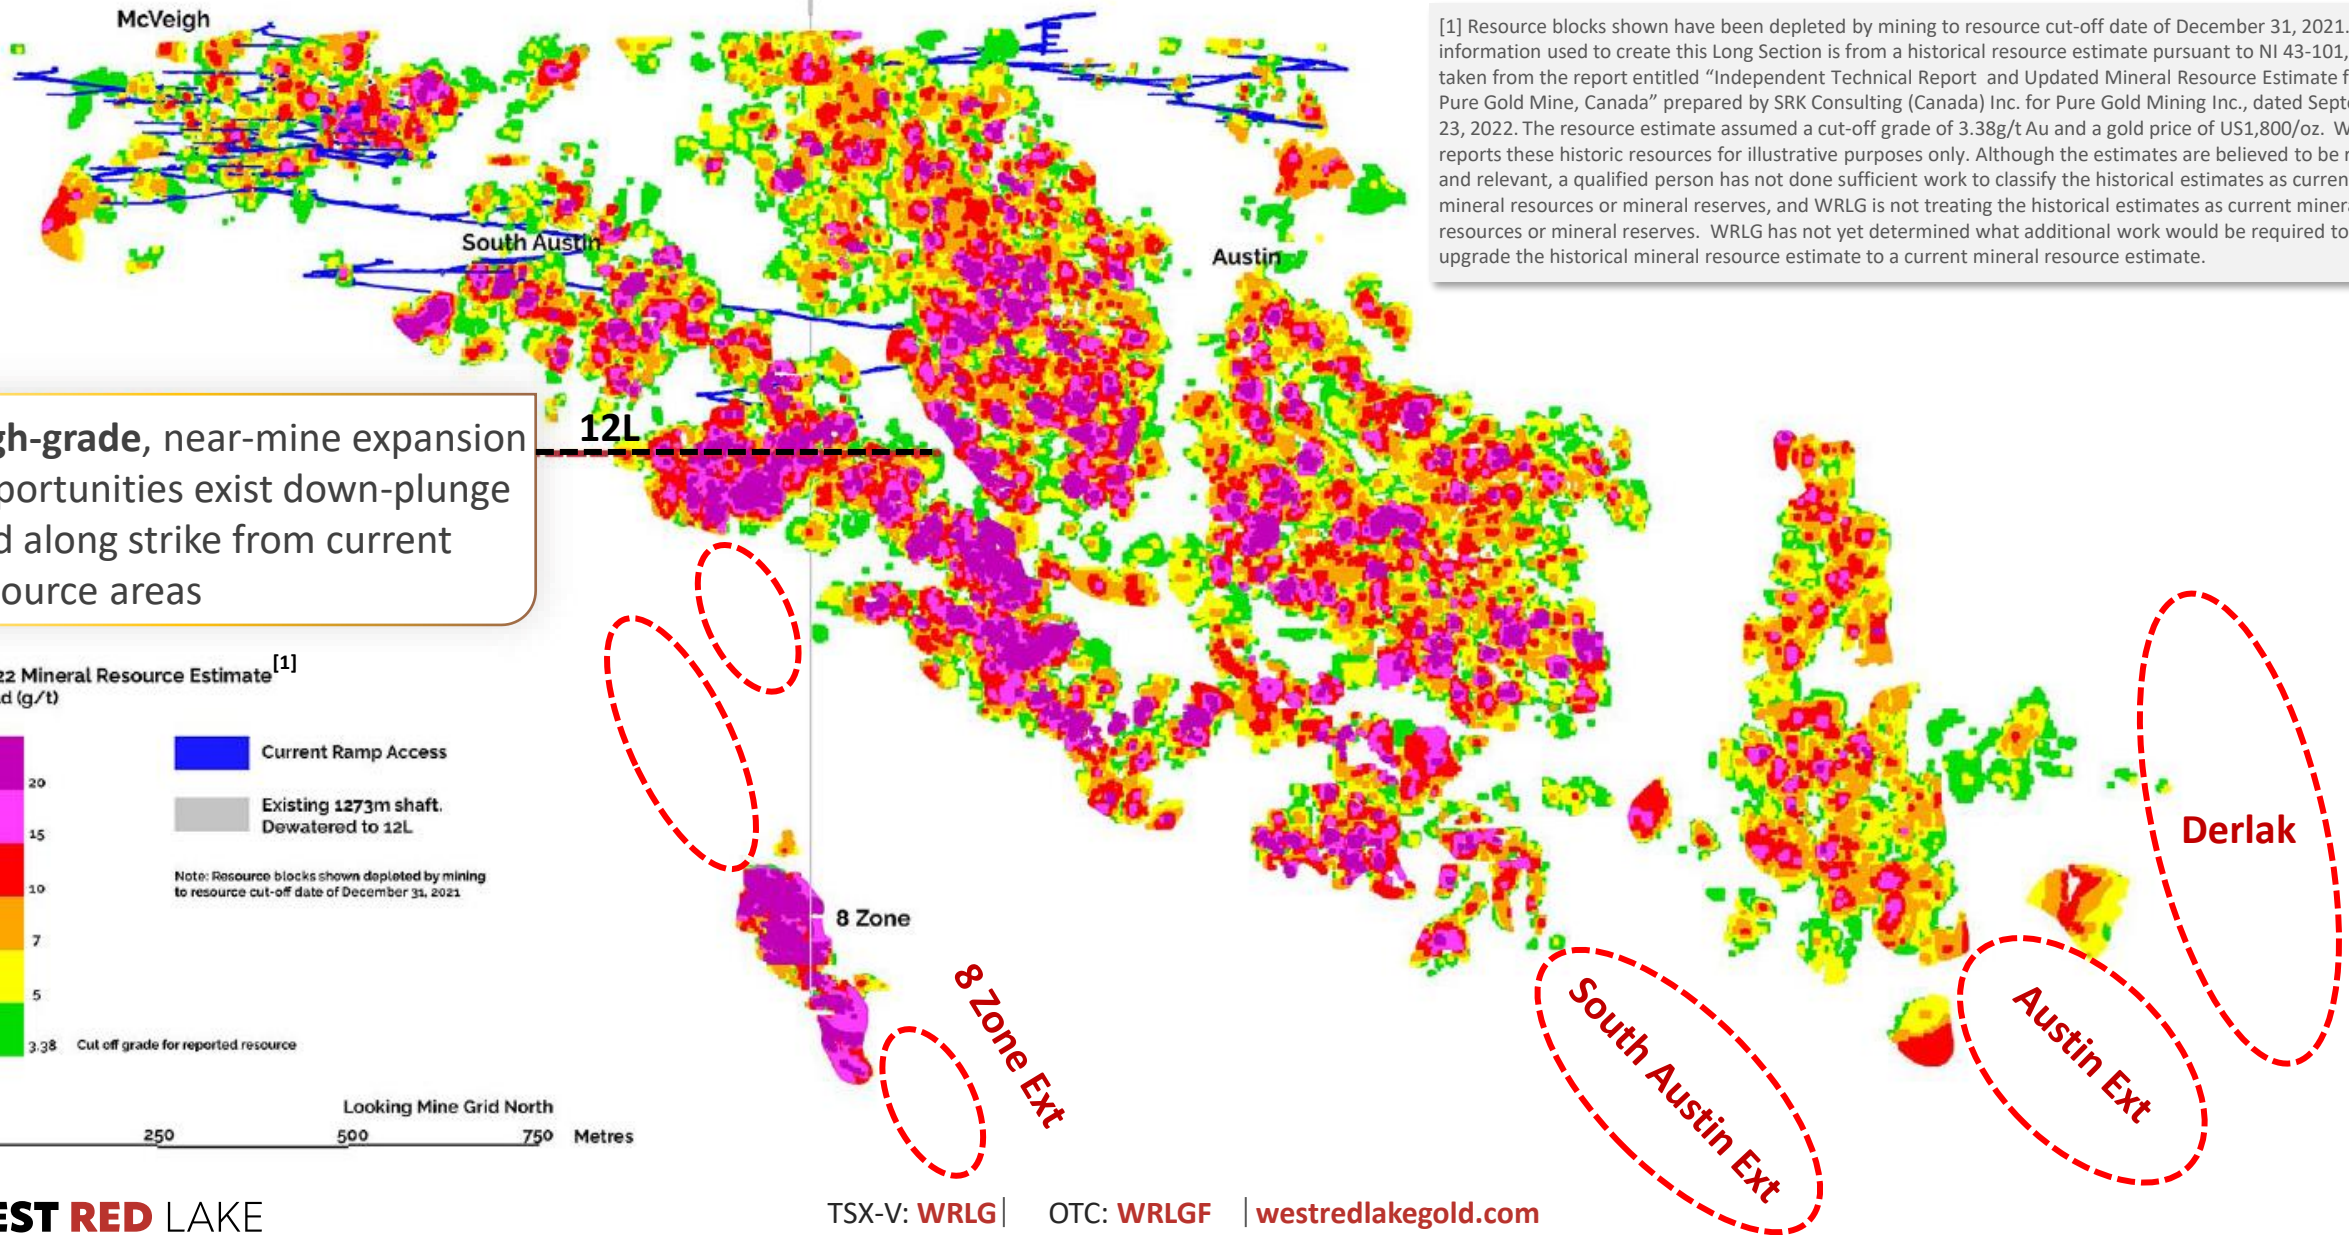 McVeigh
[1] Resource blocks shown have been depleted by mining to resource cut-off date of December 31, 2021.
information used to create this Long Section is from a historical resource estimate pursuant to NI 43-101,
taken from the report entitled “Independent Technical Report and Updated Mineral Resource Estimate
Pure Gold Mine, Canada” prepared by SRK Consulting (Canada) Inc. for Pure Gold Mining Inc., dated
23, 2022. The resource estimate assumed a cut-off grade of 3.38g/t Au and a gold price of US1,800/oz.
reports these historic resources for illustrative purposes only. Although the estimates are believed to be
and relevant, a qualified person has not done sufficient work to classify the historical estimates as
mineral resources or mineral reserves, and WRLG is not treating the historical estimates as current
resources or mineral reserves. WRLG has not yet determined what additional work would be required to
upgrade the historical mineral resource estimate to a current mineral resource estimate.
South Austin
Austin
12L
gh-grade, near-mine expansion
portunities exist down-plunge
d along strike from current
ource areas
22 Mineral Resource Estimate[1]
d (g/t)
20
15
10
7
5
3.38 Cut off grade for reported resource
Current Ramp Access
Existing 1273m shaft.
Dewatered to 12L
Note: Resource blocks shown depleted by mining
to resource cut-off date of December 31, 2021
8 Zone
8 Zone Ext
South Austin Ext
Austin Ext
Derlak
Looking Mine Grid North
250 500 750 Metres
EST RED LAKE
TSX-V: WRLG| OTC: WRLGF | westredlakegold.com